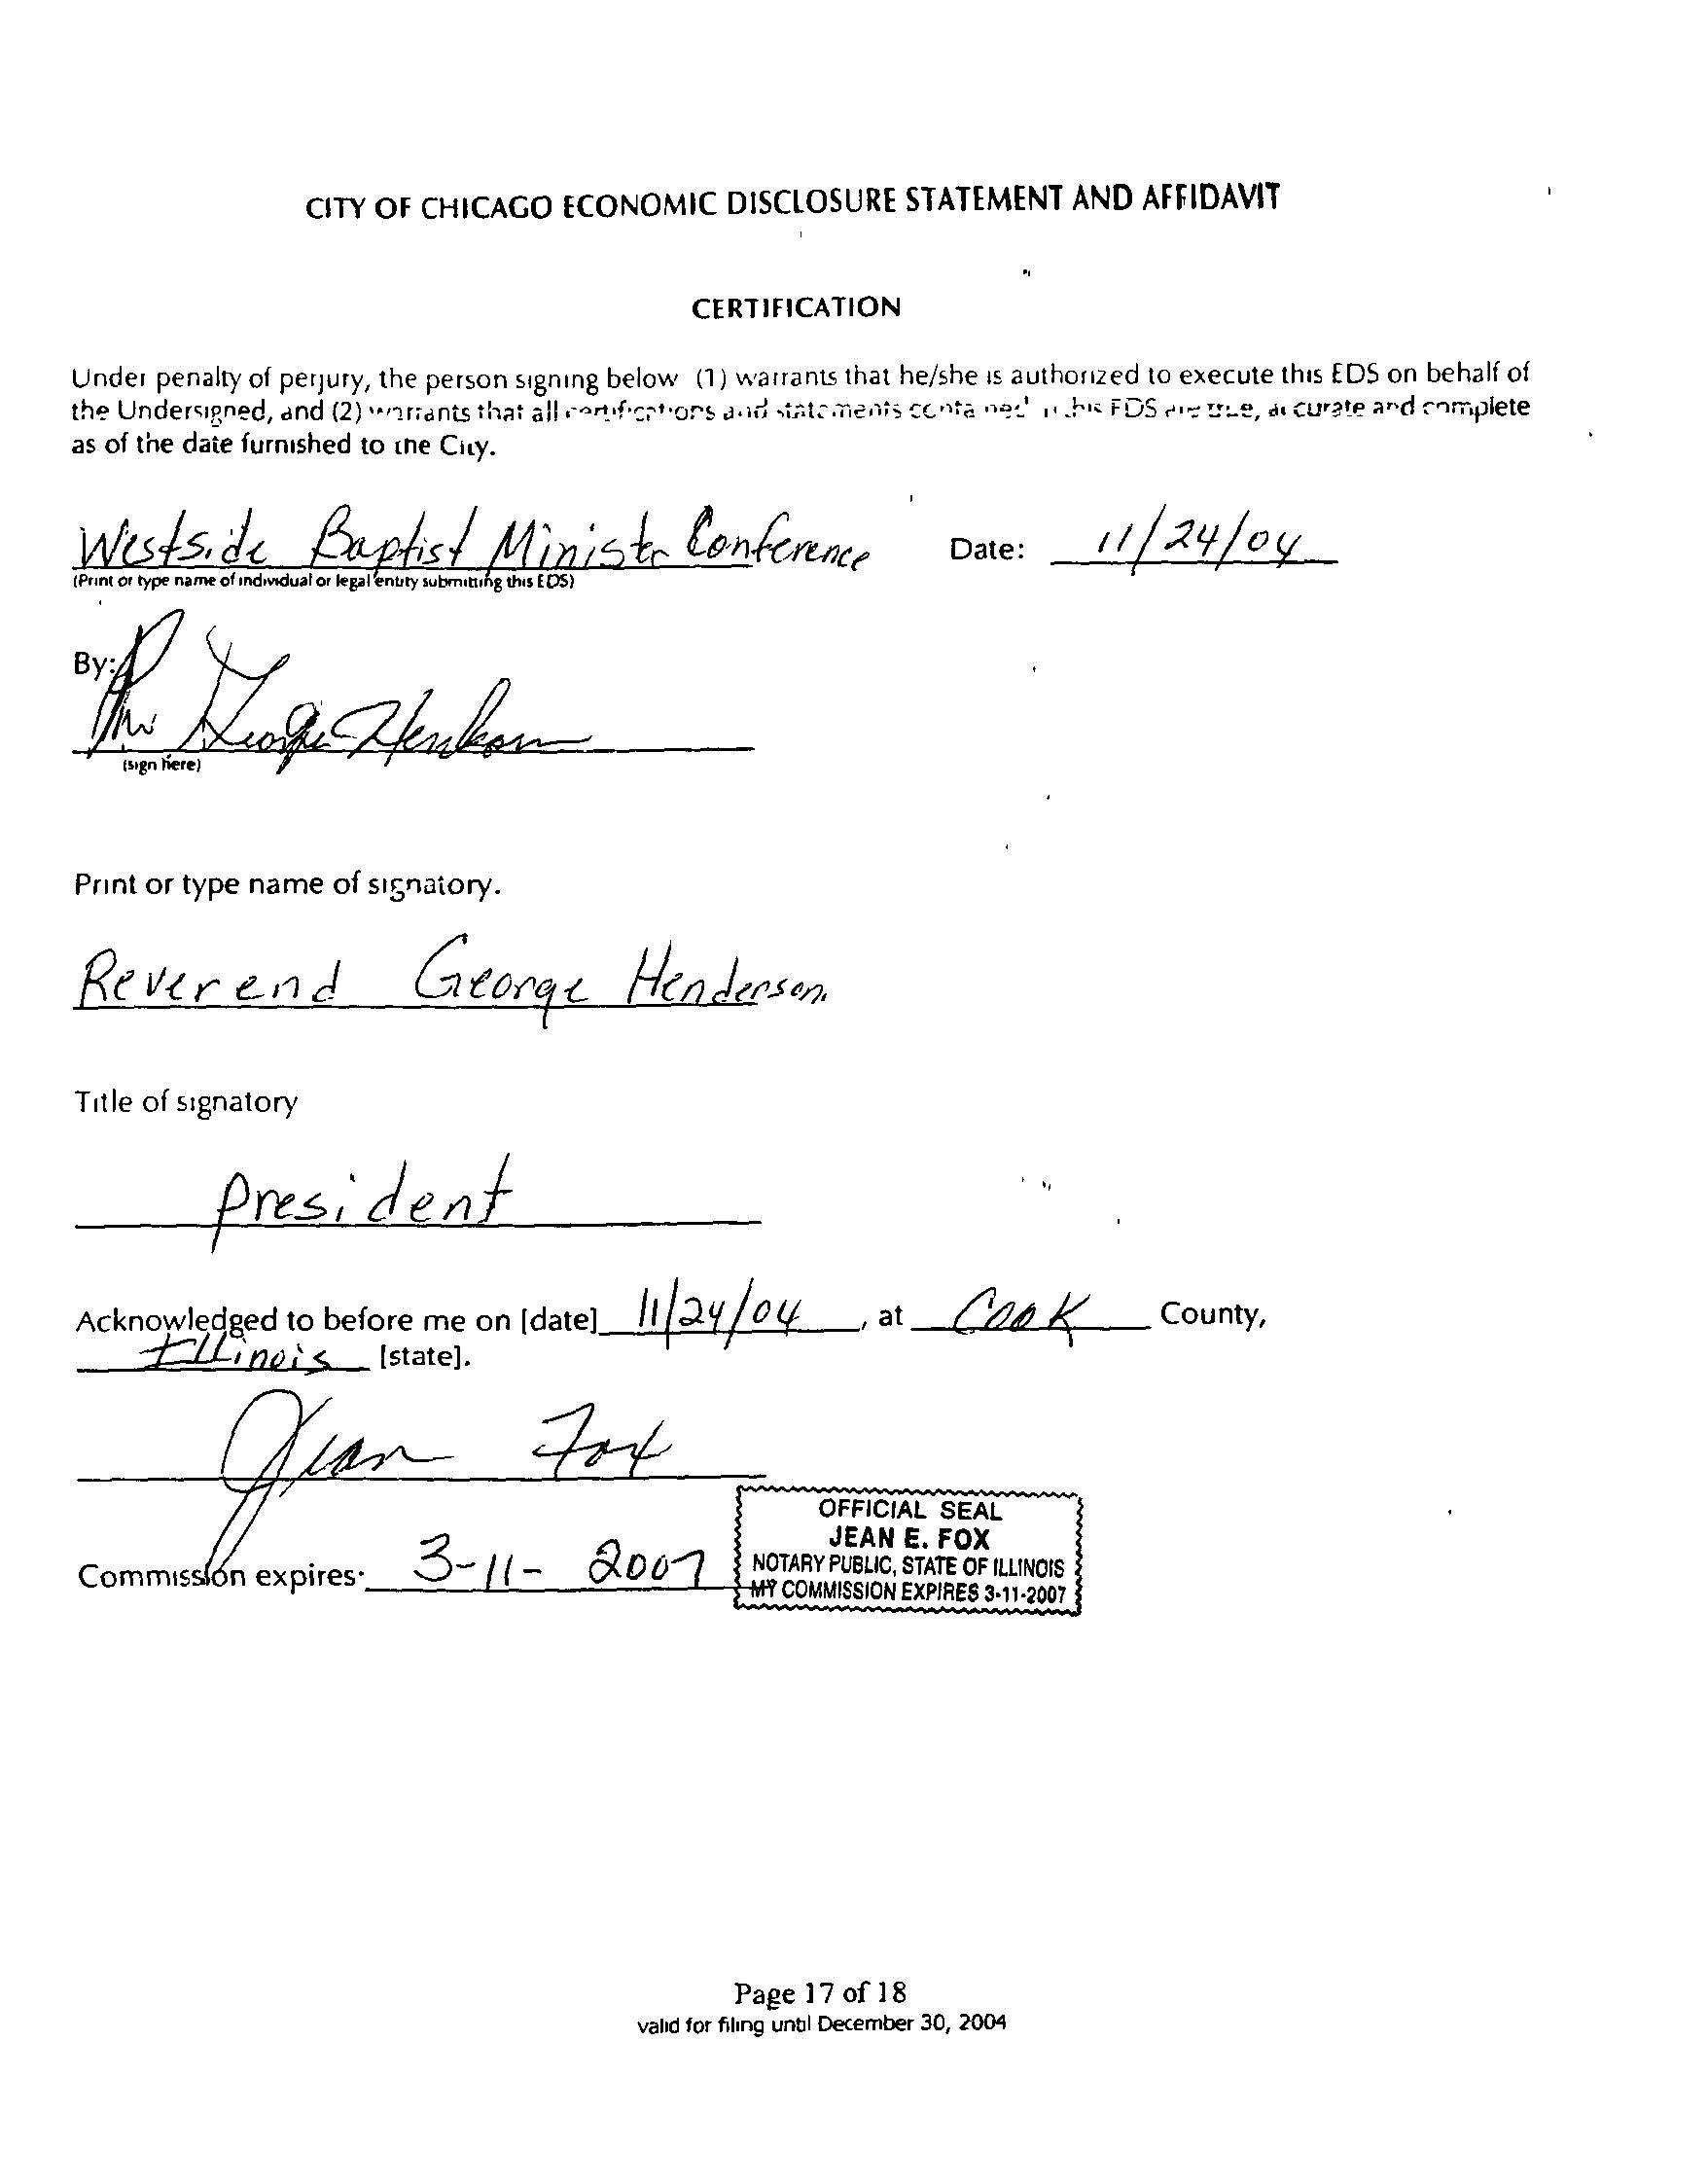 CITY OF CHICAGO ECONOMIC DISCLOSURE STATEMENT AND AFFIDAVIT
CERTIFICATION
Under penalty of perjury, the person signing below (1) warrants that he/she is authorized to execute this EDS on behalf of
the Undersigned, and (2) warrants that all certifications and statements contained in this EDS are true, accurate and complete
as of the date furnished to the City.
Westside Baptist Ministr Conference Date: 11/24/04
(Print or type name of individual or legal entity submitting this EDS)
By:
George Henderson
(sign here)
Print or type name of signatory.
Reverend George Henderson
Title of signatory
president
Acknowledged to before me on [date] 11/24/04, at Cook County,
Illinois [state].
Jean Fox
OFFICIAL SEAL
JEAN E. FOX
NOTARY PUBLIC, STATE OF ILLINOIS
MY COMMISSION EXPIRES 3-11-2007
Commission expires: 3-11-2007
Page 17 of 18
valid for filing until December 30, 2004